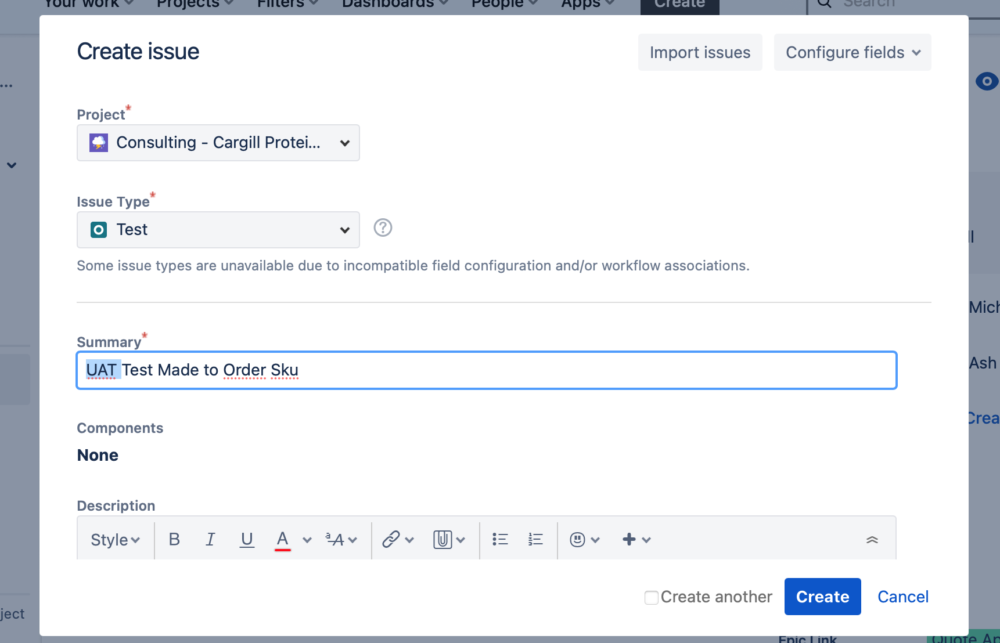 Your work Projects Filters Dashboards People Apps Create Search
Create issue
Import issues Configure fields
...
Project*
Consulting - Cargill Protei...
Issue Type*
Test
?
Some issue types are unavailable due to incompatible field configuration and/or workflow associations.
Mich
Summary*
UAT Test Made to Order Sku
Ash
Crea
Components
None
Description
Style B I U A
Create another Create Cancel
ject
Epic Link Quote Ap